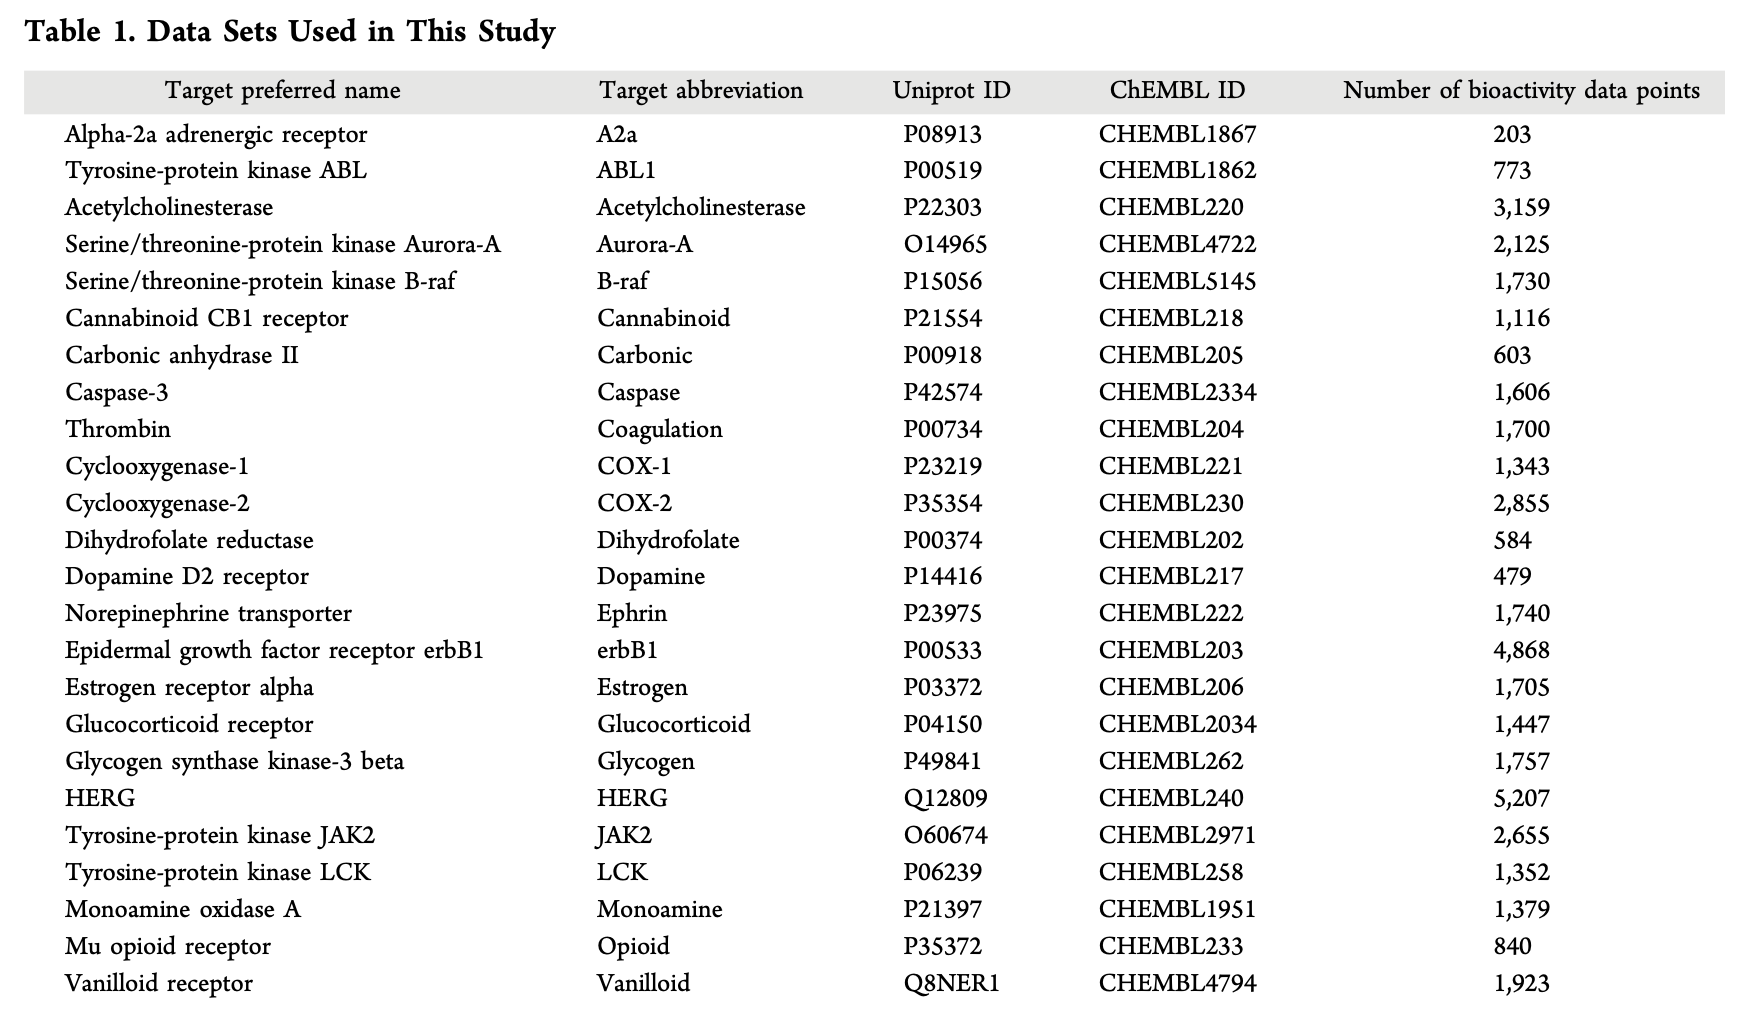 Table 1. Data Sets Used in This Study
Target preferred name Target abbreviation Uniprot ID ChEMBL ID Number of bioactivity data points
Alpha-2a adrenergic receptor A2a P08913 CHEMBL1867 203
Tyrosine-protein kinase ABL ABL1 P00519 CHEMBL1862 773
Acetylcholinesterase Acetylcholinesterase P22303 CHEMBL220 3,159
Serine/threonine-protein kinase Aurora-A Aurora-A O14965 CHEMBL4722 2,125
Serine/threonine-protein kinase B-raf B-raf P15056 CHEMBL5145 1,730
Cannabinoid CB1 receptor Cannabinoid P21554 CHEMBL218 1,116
Carbonic anhydrase II Carbonic P00918 CHEMBL205 603
Caspase-3 Caspase P42574 CHEMBL2334 1,606
Thrombin Coagulation P00734 CHEMBL204 1,700
Cyclooxygenase-1 COX-1 P23219 CHEMBL221 1,343
Cyclooxygenase-2 COX-2 P35354 CHEMBL230 2,855
Dihydrofolate reductase Dihydrofolate P00374 CHEMBL202 584
Dopamine D2 receptor Dopamine P14416 CHEMBL217 479
Norepinephrine transporter Ephrin P23975 CHEMBL222 1,740
Epidermal growth factor receptor erbB1 erbB1 P00533 CHEMBL203 4,868
Estrogen receptor alpha Estrogen P03372 CHEMBL206 1,705
Glucocorticoid receptor Glucocorticoid P04150 CHEMBL2034 1,447
Glycogen synthase kinase-3 beta Glycogen P49841 CHEMBL262 1,757
HERG HERG Q12809 CHEMBL240 5,207
Tyrosine-protein kinase JAK2 JAK2 O60674 CHEMBL2971 2,655
Tyrosine-protein kinase LCK LCK P06239 CHEMBL258 1,352
Monoamine oxidase A Monoamine P21397 CHEMBL1951 1,379
Mu opioid receptor Opioid P35372 CHEMBL233 840
Vanilloid receptor Vanilloid Q8NER1 CHEMBL4794 1,923